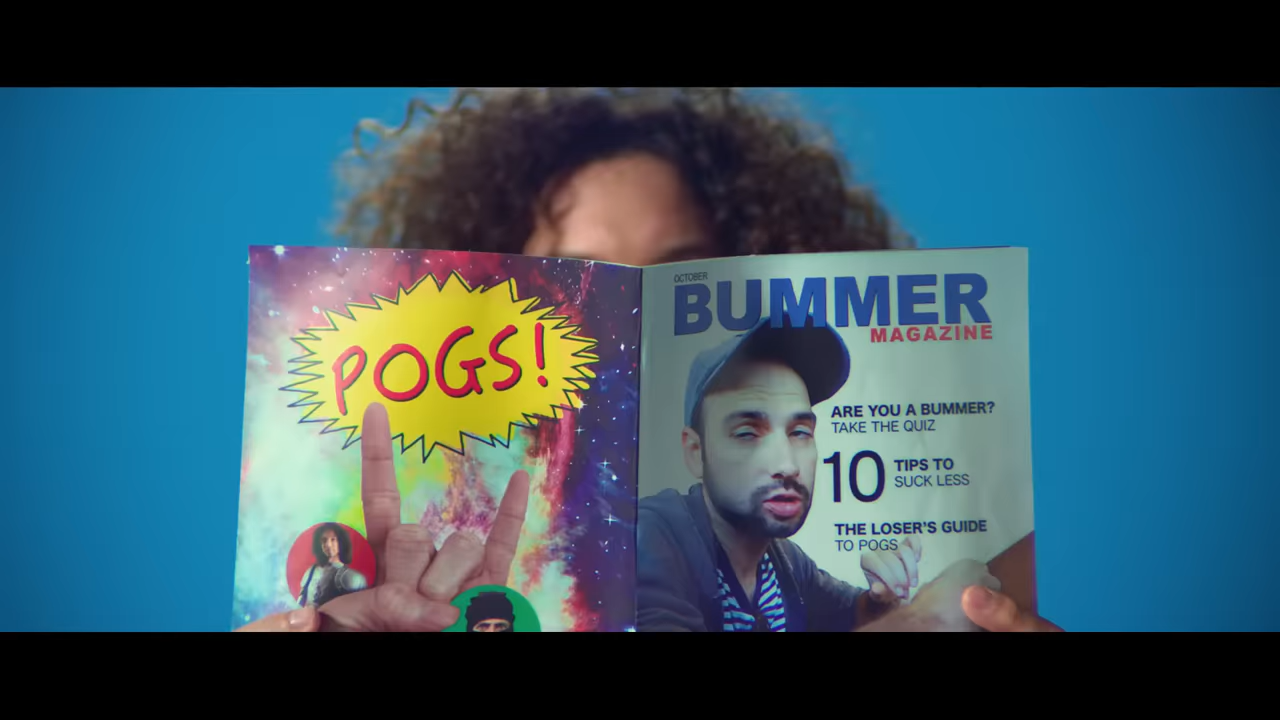 POGS!
OCTOBER
BUMMER
MAGAZINE
ARE YOU A BUMMER?
TAKE THE QUIZ
10 TIPS TO
SUCK LESS
THE LOSER'S GUIDE
TO POGS